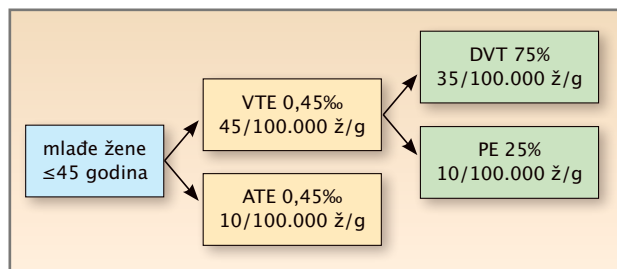 mlađe žene
≤45 godina
VTE 0,45‰
45/100.000 ž/g
ATE 0,45‰
10/100.000 ž/g
DVT 75%
35/100.000 ž/g
PE 25%
10/100.000 ž/g